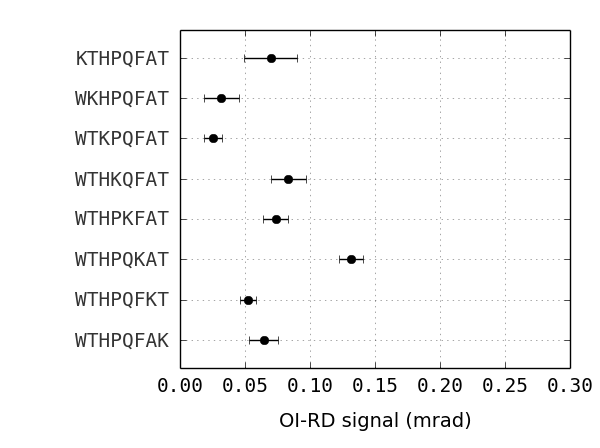 KTHPQFAT
WKHPQFAT
WTKPQFAT
WTHKQFAT
WTHPKFAT
WTHPQKAT
WTHPQFKT
WTHPQFAK
0.00 0.05 0.10 0.15 0.20 0.25 0.30
OI-RD signal (mrad)